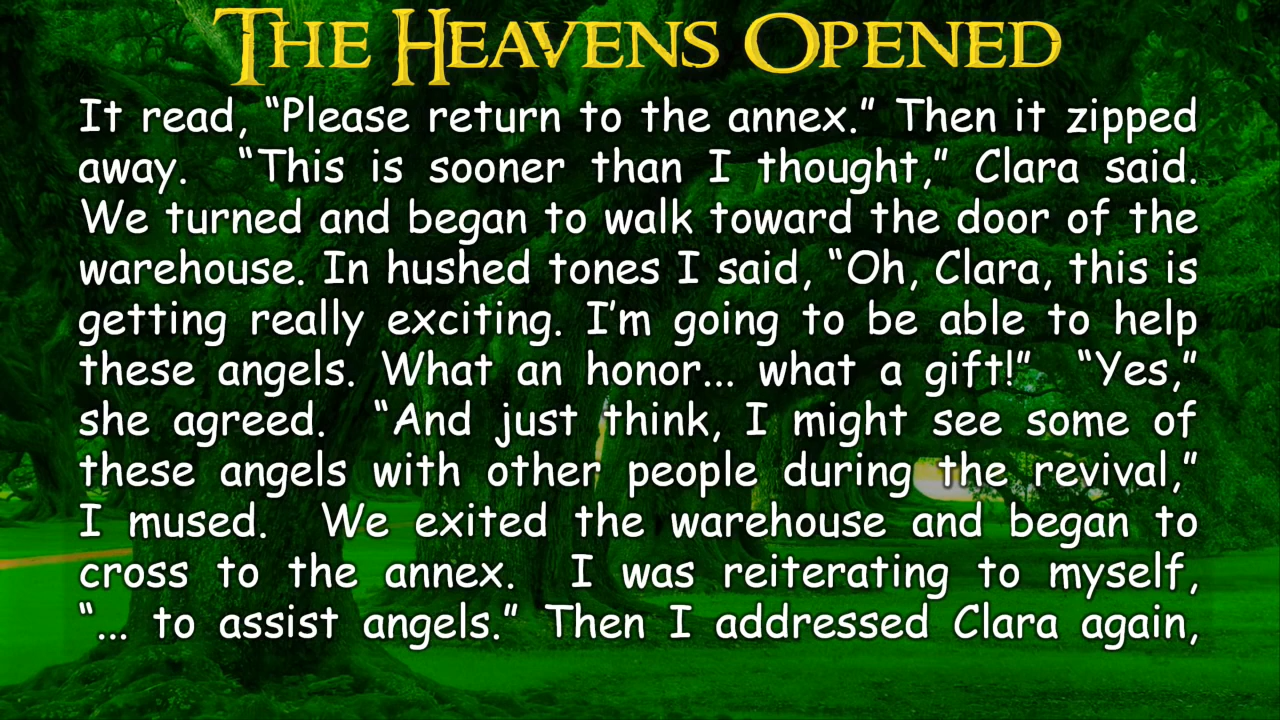 THE HEAVENS OPENED
It read, “Please return to the annex.” Then it zipped
away. “This is sooner than I thought,” Clara said.
We turned and began to walk toward the door of the
warehouse. In hushed tones I said, “Oh, Clara, this is
getting really exciting. I’m going to be able to help
these angels. What an honor... what a gift!” “Yes,”
she agreed. “And just think, I might see some of
these angels with other people during the revival,”
I mused. We exited the warehouse and began to
cross to the annex. I was reiterating to myself,
“... to assist angels.” Then I addressed Clara again,